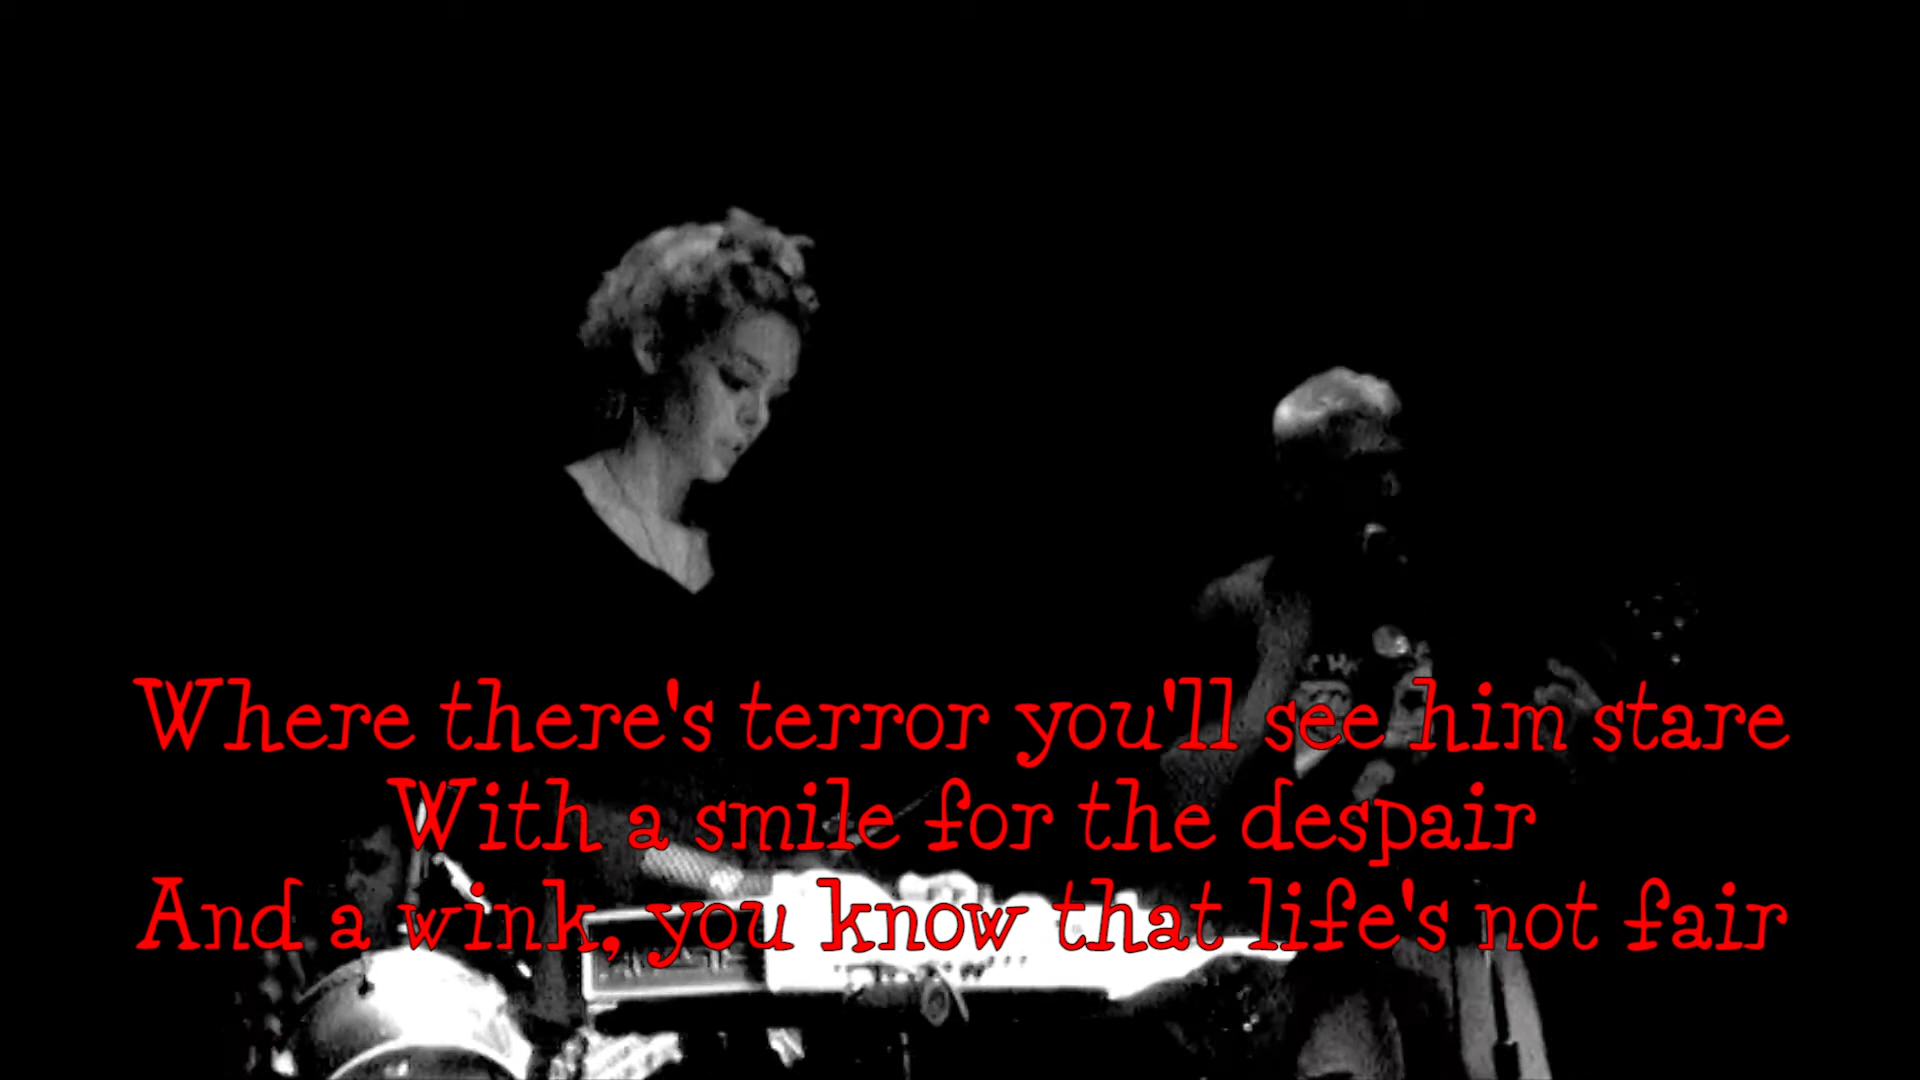 Where there's terror you'll see him stare
With a smile for the despair
And a wink, you know that life's not fair